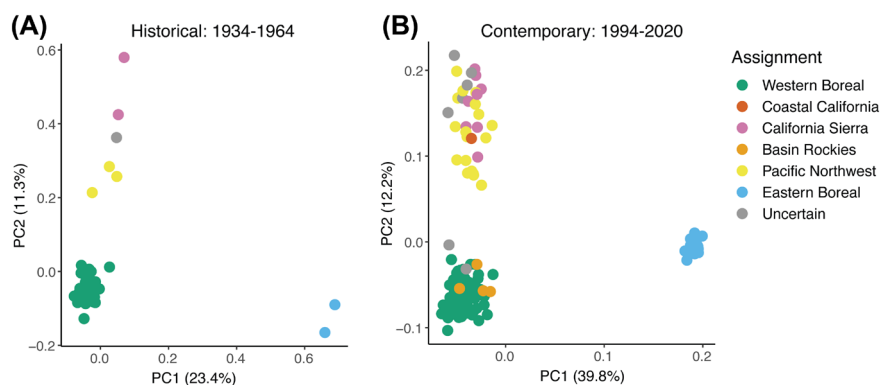 (A) Historical: 1934-1964
0.6
0.4
0.2
0.0
−0.2
PC2 (11.3%)
0.0 0.2 0.4 0.6
PC1 (23.4%)
(B) Contemporary: 1994-2020
0.2
0.1
0.0
−0.1
PC2 (12.2%)
0.0 0.1 0.2
PC1 (39.8%)
Assignment
Western Boreal
Coastal California
California Sierra
Basin Rockies
Pacific Northwest
Eastern Boreal
Uncertain